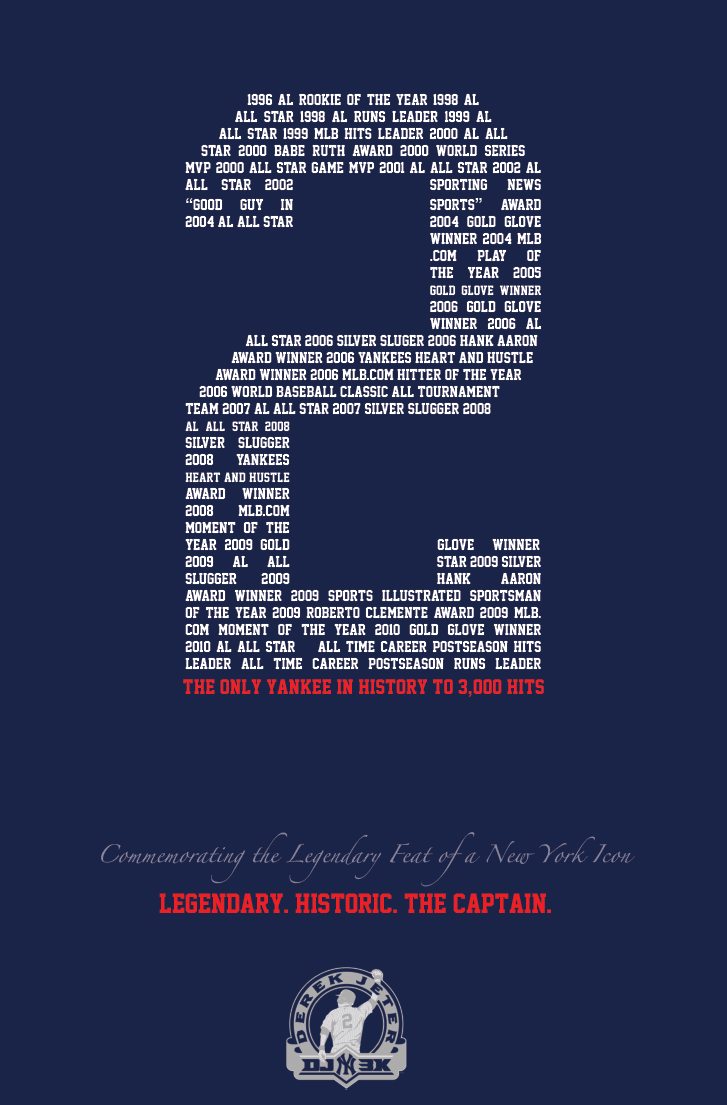 1996 AL ROOKIE OF THE YEAR 1998 AL
ALL STAR 1998 AL RUNS LEADER 1999 AL
ALL STAR 1999 MLB HITS LEADER 2000 AL ALL
STAR 2000 BABE RUTH AWARD 2000 WORLD SERIES
MVP 2000 ALL STAR GAME MVP 2001 AL ALL STAR 2002 AL
ALL STAR 2002 SPORTING NEWS
“GOOD GUY IN SPORTS” AWARD
2004 AL ALL STAR 2004 GOLD GLOVE
WINNER 2004 MLB
.COM PLAY OF
THE YEAR 2005
GOLD GLOVE WINNER
2006 GOLD GLOVE
WINNER 2006 AL
ALL STAR 2006 SILVER SLUGER 2006 HANK AARON
AWARD WINNER 2006 YANKEES HEART AND HUSTLE
AWARD WINNER 2006 MLB.COM HITTER OF THE YEAR
2006 WORLD BASEBALL CLASSIC ALL TOURNAMENT
TEAM 2007 AL ALL STAR 2007 SILVER SLUGGER 2008
AL ALL STAR 2008
SILVER SLUGGER
2008 YANKEES
HEART AND HUSTLE
AWARD WINNER
2008 MLB.COM
MOMENT OF THE
YEAR 2009 GOLD GLOVE WINNER
2009 AL ALL STAR 2009 SILVER
SLUGGER 2009 HANK AARON
AWARD WINNER 2009 SPORTS ILLUSTRATED SPORTSMAN
OF THE YEAR 2009 ROBERTO CLEMENTE AWARD 2009 MLB.
COM MOMENT OF THE YEAR 2010 GOLD GLOVE WINNER
2010 AL ALL STAR ALL TIME CAREER POSTSEASON HITS
LEADER ALL TIME CAREER POSTSEASON RUNS LEADER
THE ONLY YANKEE IN HISTORY TO 3,000 HITS
Commemorating the Legendary Feat of a New York Icon
LEGENDARY. HISTORIC. THE CAPTAIN.
DEREK JETER
2
DJ NY 3K